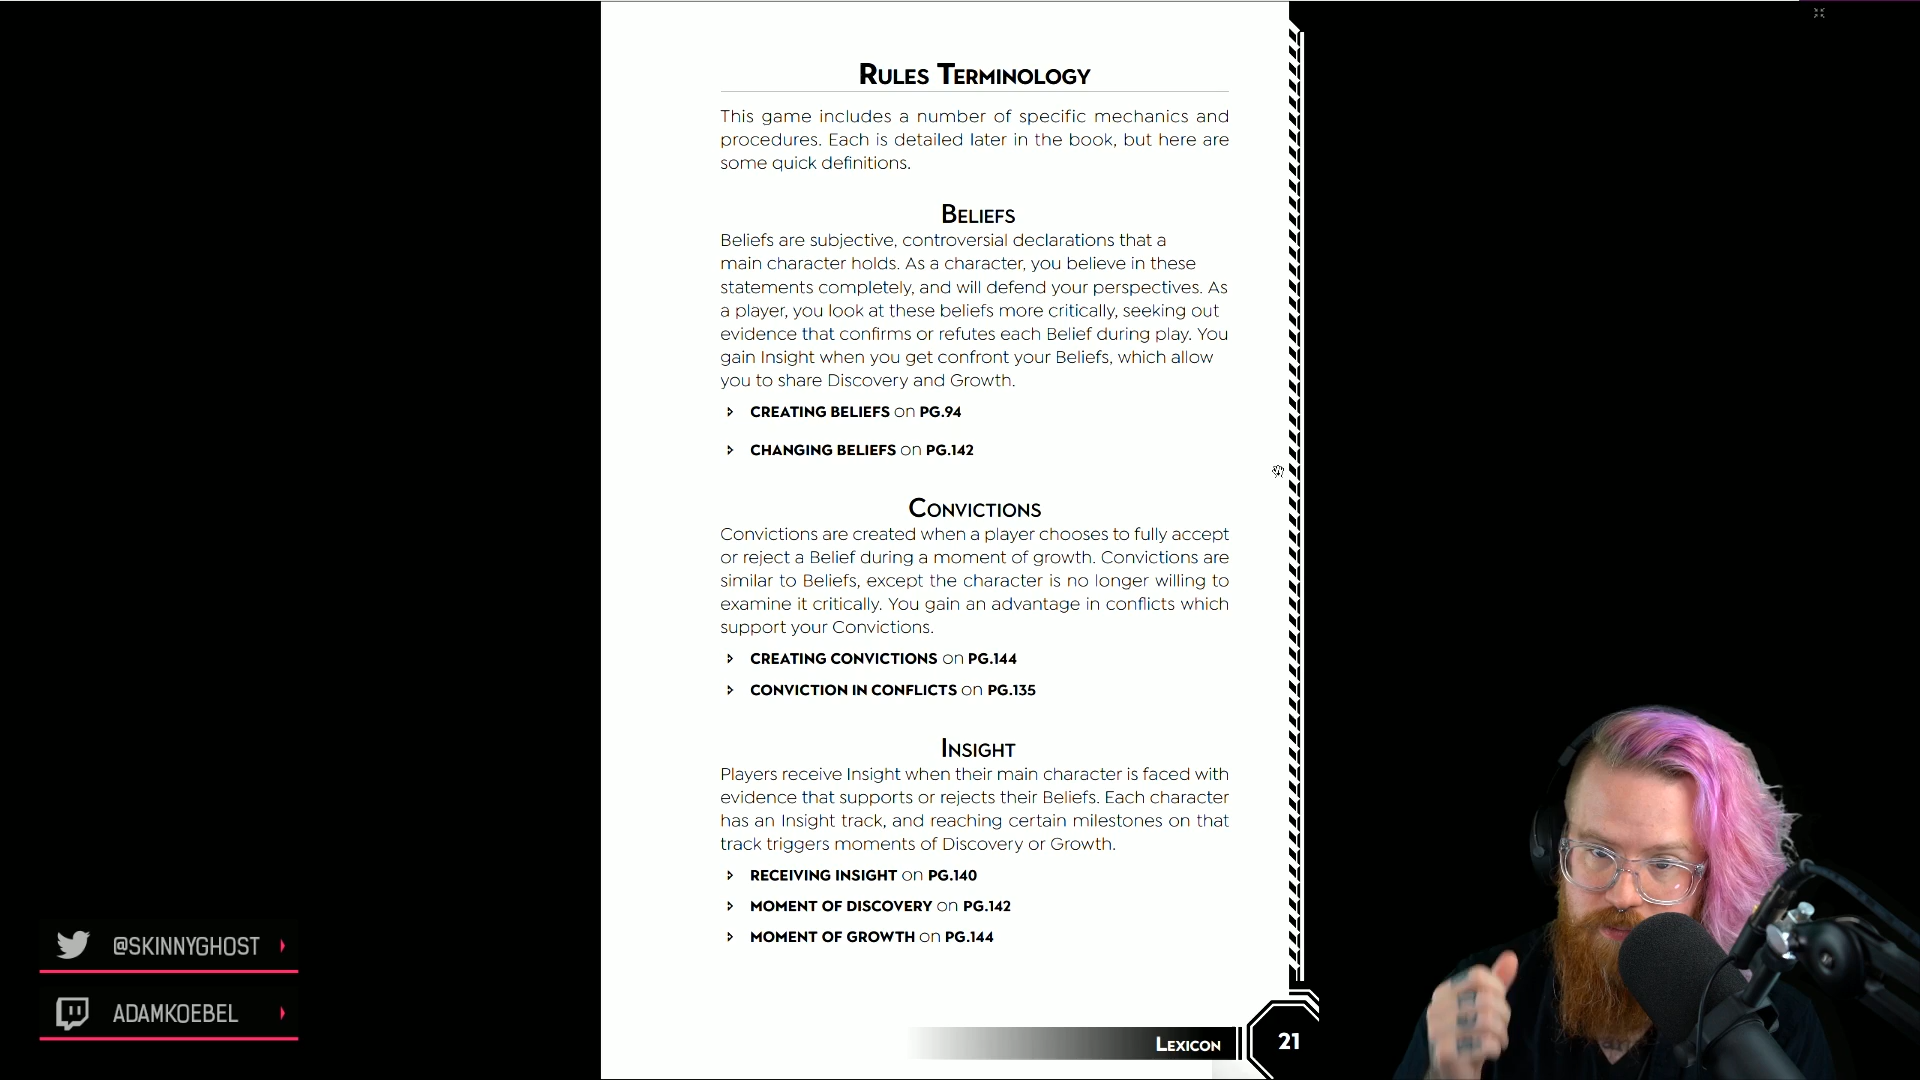 RULES TERMINOLOGY
This game includes a number of specific mechanics and
procedures. Each is detailed later in the book, but here are
some quick definitions.
BELIEFS
Beliefs are subjective, controversial declarations that a
main character holds. As a character, you believe in these
statements completely, and will defend your perspectives. As
a player, you look at these beliefs more critically, seeking out
evidence that confirms or refutes each Belief during play. You
gain Insight when you get confront your Beliefs, which allow
you to share Discovery and Growth.
CREATING BELIEFS on PG.94
CHANGING BELIEFS on PG.142
CONVICTIONS
Convictions are created when a player chooses to fully accept
or reject a Belief during a moment of growth. Convictions are
similar to Beliefs, except the character is no longer willing to
examine it critically. You gain an advantage in conflicts which
support your Convictions.
CREATING CONVICTIONS on PG.144
CONVICTION IN CONFLICTS on PG.135
INSIGHT
Players receive Insight when their main character is faced with
evidence that supports or rejects their Beliefs. Each character
has an Insight track, and reaching certain milestones on that
track triggers moments of Discovery or Growth.
RECEIVING INSIGHT on PG.140
MOMENT OF DISCOVERY on PG.142
MOMENT OF GROWTH on PG.144
LEXICON 21
@SKINNYGHOST
ADAMKOEBEL